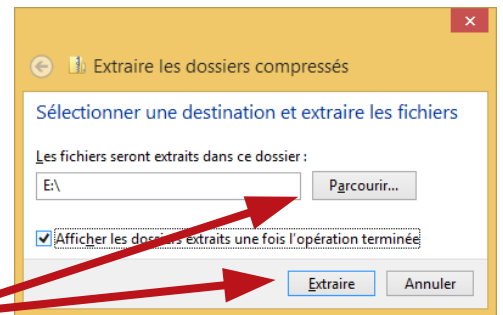 Extraire les dossiers compressés
Sélectionner une destination et extraire les fichiers
Les fichiers seront extraits dans ce dossier :
E:\
Parcourir...
Afficher les dossiers extraits une fois l'opération terminée
Extraire
Annuler